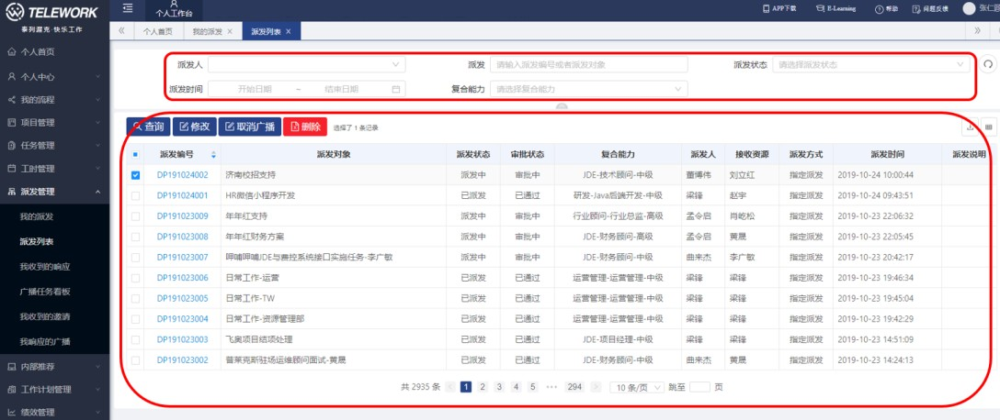 TELEWORK
泰列渥克·快乐工作
个人工作台
APP下载
E-Learning
帮助
问题反馈
个人首页
我的派发 ×
派发列表 ×
个人首页
个人中心
我的流程
项目管理
任务管理
工时管理
派发管理
我的派发
派发列表
我收到的响应
广播任务看板
我收到的邀请
我响应的广播
内部推荐
工作计划管理
绩效管理
派发人
派发 请输入派发编号或者派发对象
派发状态 请选择派发状态
派发时间 开始日期 ~ 结束日期
复合能力 请选择复合能力
查询 修改 取消广播 删除 选择了 1 条记录
派发编号 派发对象 派发状态 审批状态 复合能力 派发人 接收资源 派发方式 派发时间 派发说明
DP191024002 济南校招支持 派发中 审批中 JDE-技术顾问-中级 董博伟 刘立红 指定派发 2019-10-24 10:00:44
DP191024001 HR微信小程序开发 已派发 已通过 研发-Java后端开发-中级 梁锋 赵宇 指定派发 2019-10-24 09:43:51
DP191023009 年年红支持 派发中 审批中 行业顾问-行业总监-高级 孟令启 肖屹松 指定派发 2019-10-23 22:06:32
DP191023008 年年红财务方案 派发中 审批中 JDE-财务顾问-高级 孟令启 黄晟 指定派发 2019-10-23 22:05:45
DP191023007 呷哺呷哺JDE与费控系统接口实施任务-李广敏 派发中 审批中 JDE-财务顾问-中级 曲来杰 李广敏 指定派发 2019-10-23 20:42:17
DP191023006 日常工作-运营 已派发 已通过 运营管理-运营管理-中级 梁锋 梁锋 指定派发 2019-10-23 19:46:34
DP191023005 日常工作-TW 已派发 已通过 运营管理-运营管理-中级 梁锋 梁锋 指定派发 2019-10-23 19:45:04
DP191023004 日常工作-资源管理部 已派发 已通过 运营管理-运营管理-中级 梁锋 梁锋 指定派发 2019-10-23 19:42:29
DP191023003 飞奥项目结项处理 已派发 已通过 JDE-项目经理-中级 梁锋 梁锋 指定派发 2019-10-23 14:51:09
DP191023002 普莱克斯驻场运维顾问面试-黄晟 已派发 已通过 JDE-财务顾问-中级 曲来杰 黄晟 指定派发 2019-10-23 14:24:13
共 2935 条 < 1 2 3 4 5 ··· 294 > 10 条/页 跳至 页